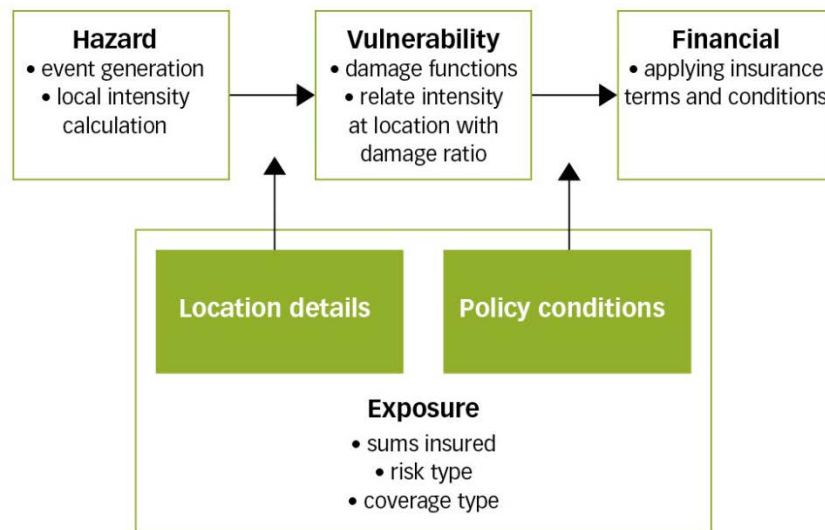 Hazard
• event generation
• local intensity
calculation
Vulnerability
• damage functions
• relate intensity
at location with
damage ratio
Financial
• applying insurance
terms and conditions
Location details
Policy conditions
Exposure
• sums insured
• risk type
• coverage type